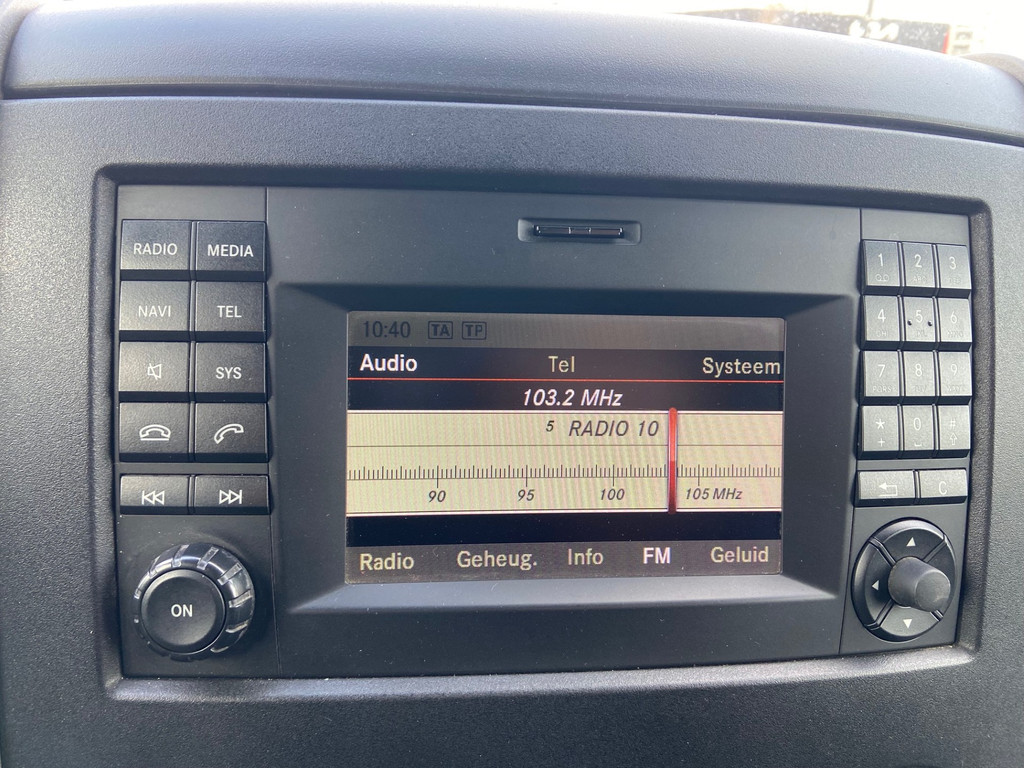 RADIO MEDIA
NAVI TEL
SYS
ON
10:40 TA TP
Audio Tel Systeem
103.2 MHz
5 RADIO 10
90 95 100 105 MHz
Radio Geheug. Info FM Geluid
1 2 3
4 5 6
7 8 9
* 0 #
+
C